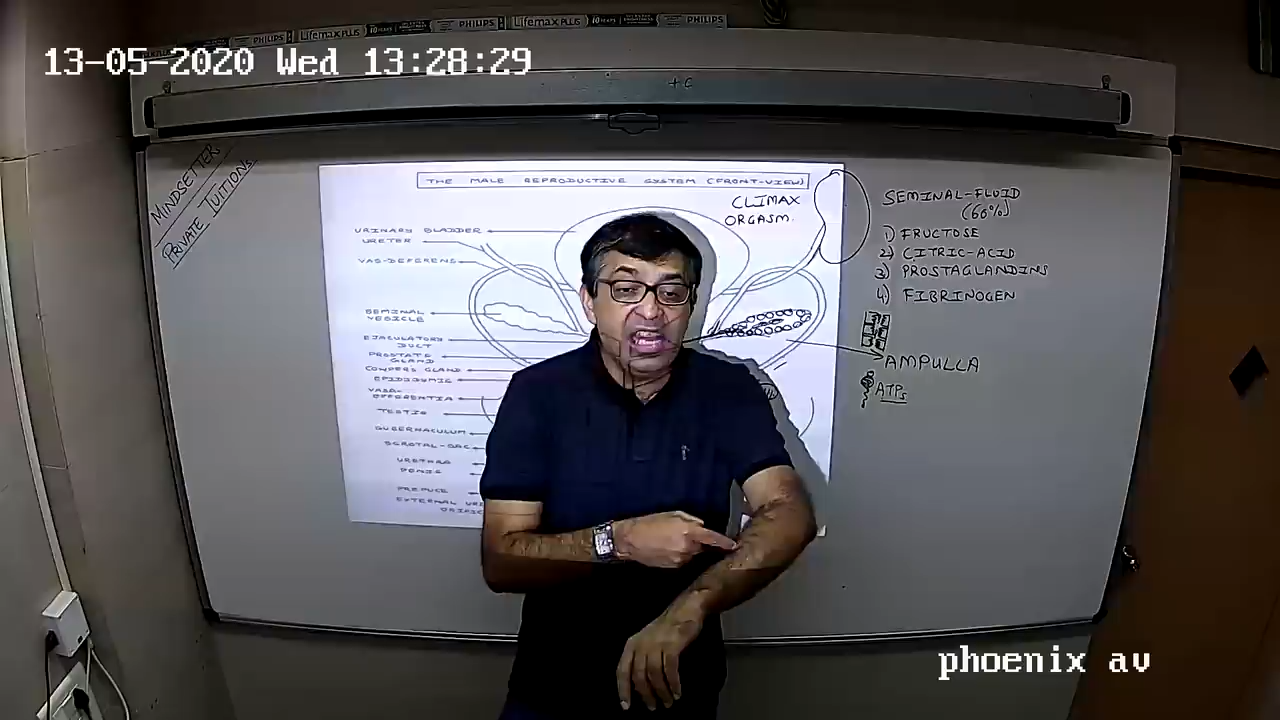 PHILIPS
Lifemax PLUS
PHILIPS
Lifemax PLUS
PHILIPS
13-05-2020 Wed 13:28:29
+C
MINDSETTER
PRIVATE TUITIONS
THE MALE REPRODUCTIVE SYSTEM (FRONT-VIEW)
CLIMAX
ORGASM.
URINARY BLADDER
URETER
VAS-DEFERENS
SEMINAL
VESICLE
EJACULATORY
DUCT
PROSTATE
GLAND
COWPERS GLAND
EPIDIDYMIS
VASA-
EFFERENTIA
TESTIS
GUBERNACULUM
SCROTAL-SAC
URETHRA
PENIS
PREPUCE
EXTERNAL
SEMINAL-FLUID
(60%)
1) FRUCTOSE
2) CITRIC-ACID
3) PROSTAGLANDINS
4) FIBRINOGEN
AMPULLA
ATPs
phoenix av